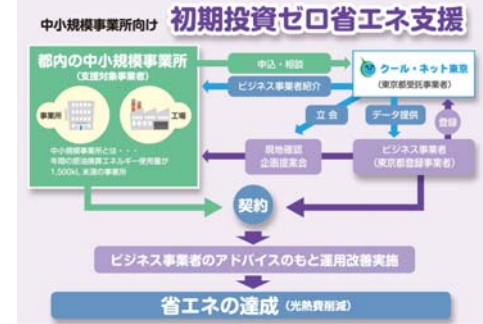 中小規模事業所向け 初期投資ゼロ省エネ支援
都内の中小規模事業所
（支援対象事業者）
事業所
工場
中小規模事業所とは・・・
年間の原油換算エネルギー使用量が
1,500kL 未満の事業所
申込・相談
ビジネス事業者紹介
クール・ネット東京
（東京都受託事業者）
立会
データ提供
登録
現地確認
企画提案会
ビジネス事業者
（東京都登録事業者）
契約
ビジネス事業者のアドバイスのもと運用改善実施
省エネの達成（光熱費削減）